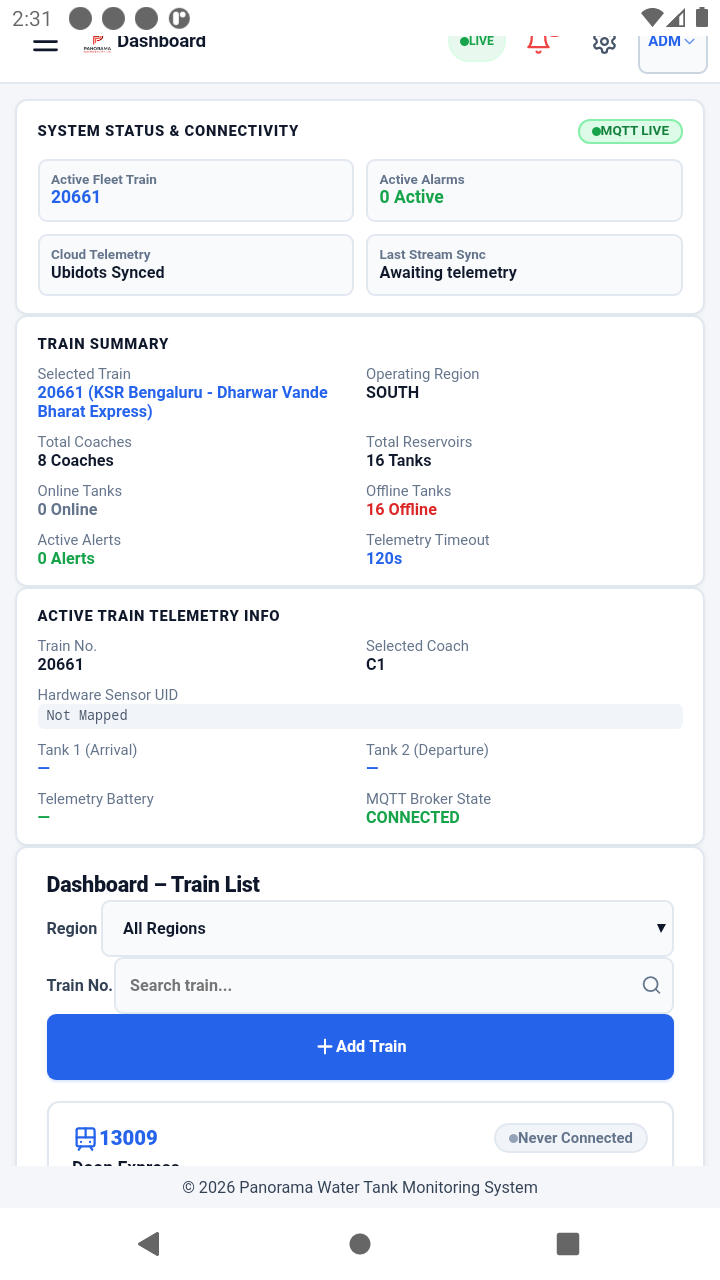 2:31
PANORAMA
Dashboard
LIVE
ADM
SYSTEM STATUS & CONNECTIVITY
MQTT LIVE
Active Fleet Train
20661
Active Alarms
0 Active
Cloud Telemetry
Ubidots Synced
Last Stream Sync
Awaiting telemetry
TRAIN SUMMARY
Selected Train
20661 (KSR Bengaluru - Dharwar Vande
Bharat Express)
Operating Region
SOUTH
Total Coaches
8 Coaches
Total Reservoirs
16 Tanks
Online Tanks
0 Online
Offline Tanks
16 Offline
Active Alerts
0 Alerts
Telemetry Timeout
120s
ACTIVE TRAIN TELEMETRY INFO
Train No.
20661
Selected Coach
C1
Hardware Sensor UID
Not Mapped
Tank 1 (Arrival)
—
Tank 2 (Departure)
—
Telemetry Battery
—
MQTT Broker State
CONNECTED
Dashboard – Train List
Region
All Regions
Train No.
Search train...
Add Train
13009
Never Connected
Doon Express
© 2026 Panorama Water Tank Monitoring System